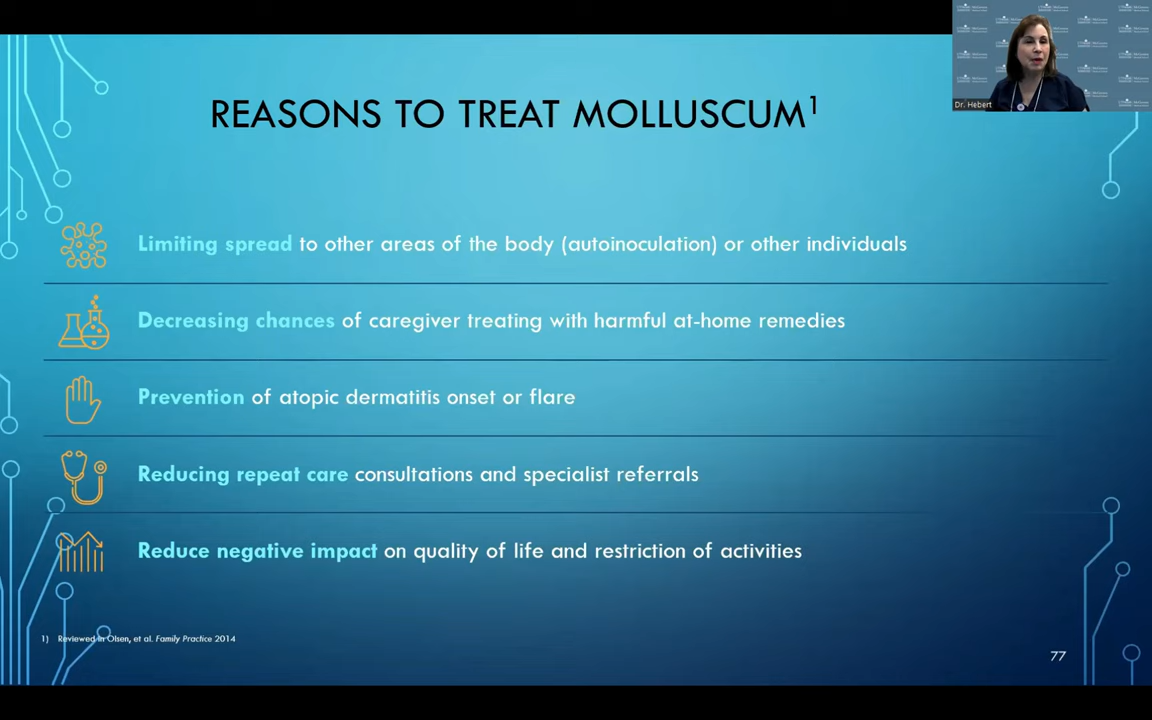 REASONS TO TREAT MOLLUSCUM¹
Dr. Hebert
Limiting spread to other areas of the body (autoinoculation) or other individuals
Decreasing chances of caregiver treating with harmful at-home remedies
Prevention of atopic dermatitis onset or flare
Reducing repeat care consultations and specialist referrals
Reduce negative impact on quality of life and restriction of activities
1) Reviewed in Olsen, et al. Family Practice 2014
77